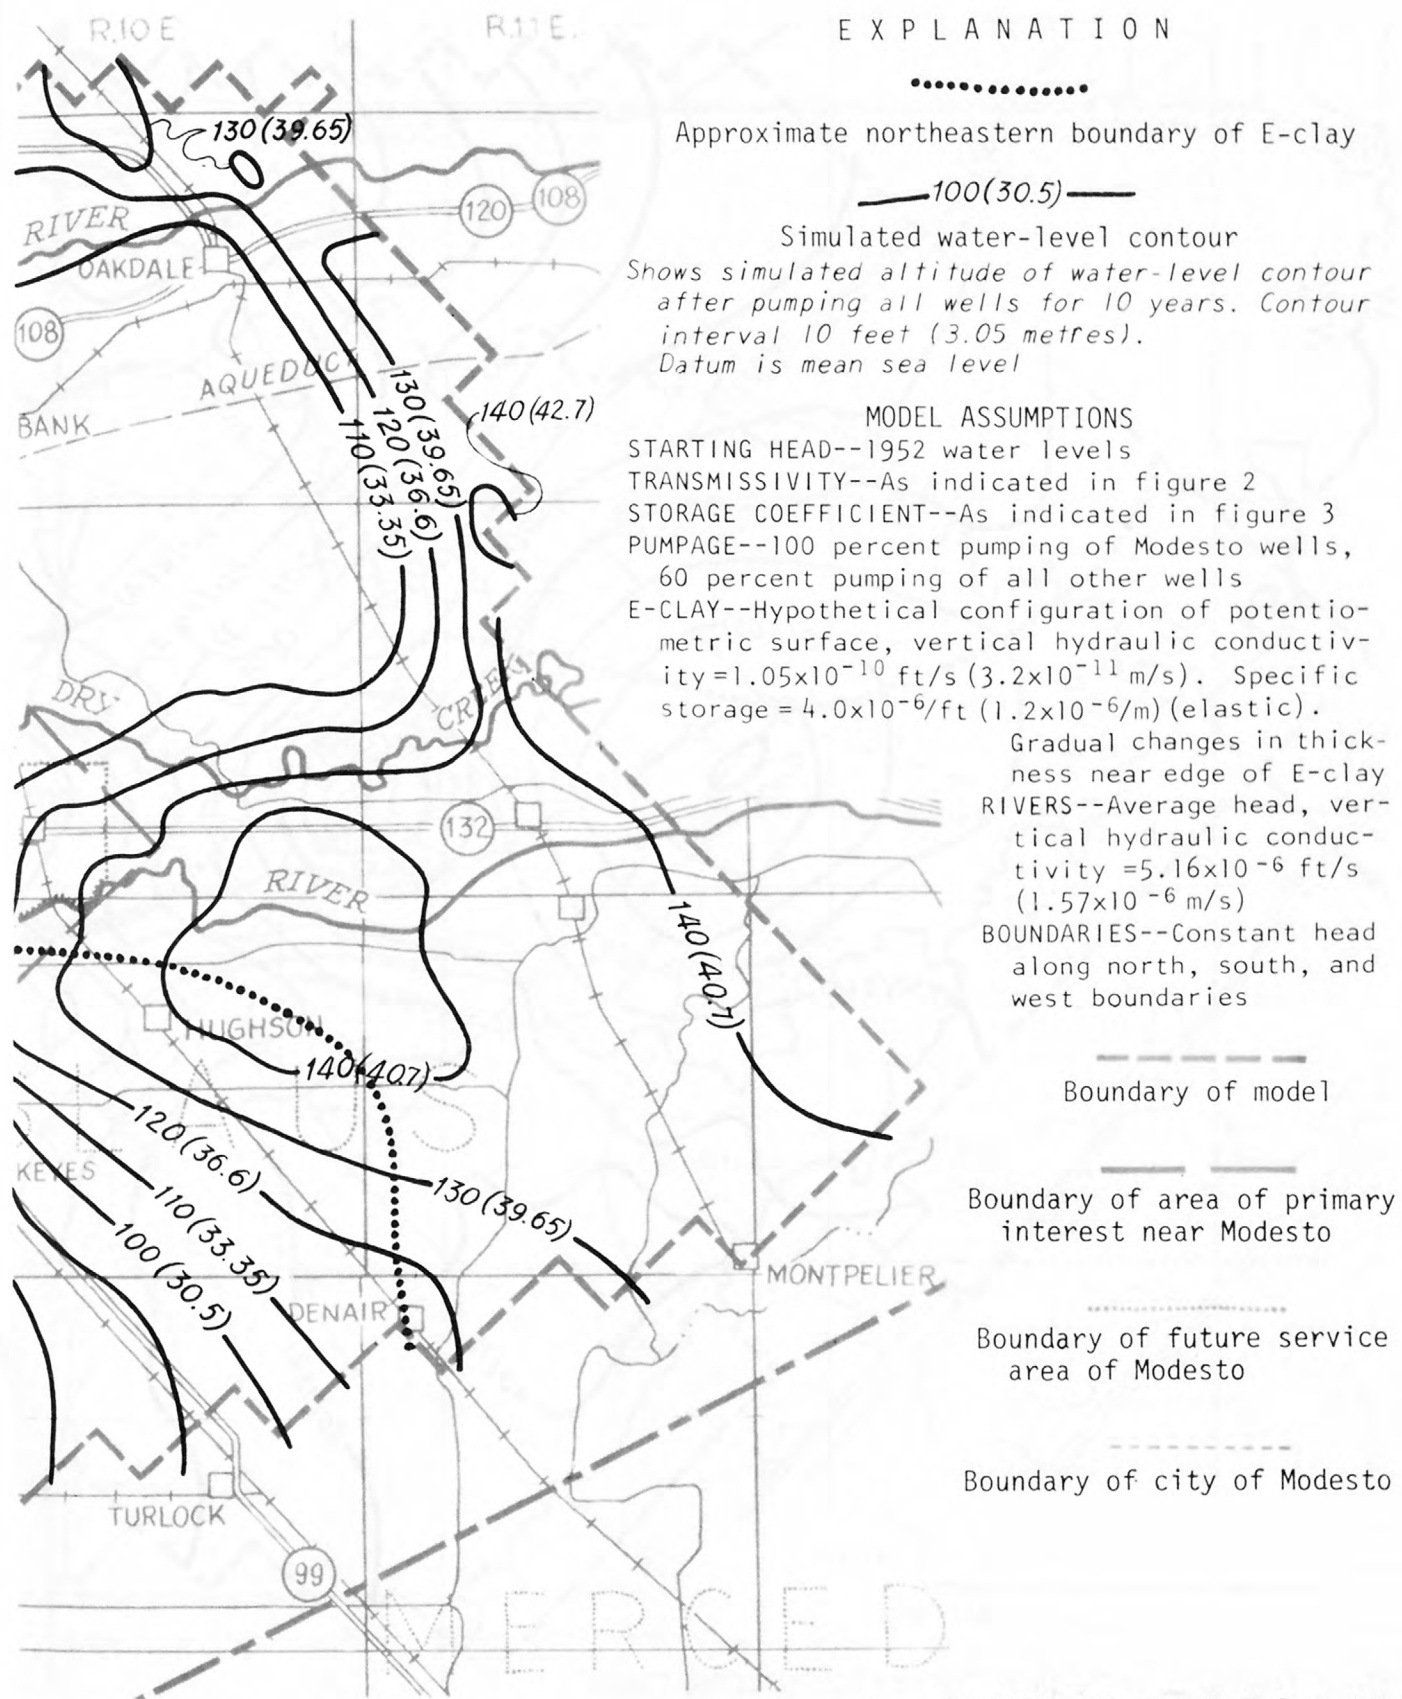 R.10 E
R.11 E.
130(39.65)
RIVER
120
108
OAKDALE
108
AQUEDUCT
BANK
130(39.65)
120(36.6)
110(33.35)
140(42.7)
DRY
CREEK
132
RIVER
140(40.7)
HUGHSON
140(40.7)
S L A U S
120(36.6)
KEYES
130(39.65)
110(33.35)
100(30.5)
DENAIR
MONTPELIER
TURLOCK
99
MERCED
EXPLANATION
Approximate northeastern boundary of E-clay
100(30.5)
Simulated water-level contour
Shows simulated altitude of water-level contour
after pumping all wells for 10 years. Contour
interval 10 feet (3.05 metres).
Datum is mean sea level
MODEL ASSUMPTIONS
STARTING HEAD--1952 water levels
TRANSMISSIVITY--As indicated in figure 2
STORAGE COEFFICIENT--As indicated in figure 3
PUMPAGE--100 percent pumping of Modesto wells,
60 percent pumping of all other wells
E-CLAY--Hypothetical configuration of potentio-
metric surface, vertical hydraulic conductiv-
ity =1.05x10⁻¹⁰ ft/s (3.2x10⁻¹¹ m/s). Specific
storage = 4.0x10⁻⁶/ft (1.2x10⁻⁶/m) (elastic).
Gradual changes in thick-
ness near edge of E-clay
RIVERS--Average head, ver-
tical hydraulic conduc-
tivity =5.16x10⁻⁶ ft/s
(1.57x10⁻⁶ m/s)
BOUNDARIES--Constant head
along north, south, and
west boundaries
Boundary of model
Boundary of area of primary
interest near Modesto
Boundary of future service
area of Modesto
Boundary of city of Modesto